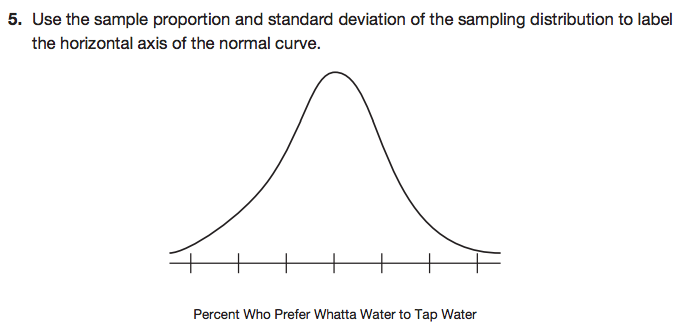 5. Use the sample proportion and standard deviation of the sampling distribution to label
the horizontal axis of the normal curve.
Percent Who Prefer Whatta Water to Tap Water